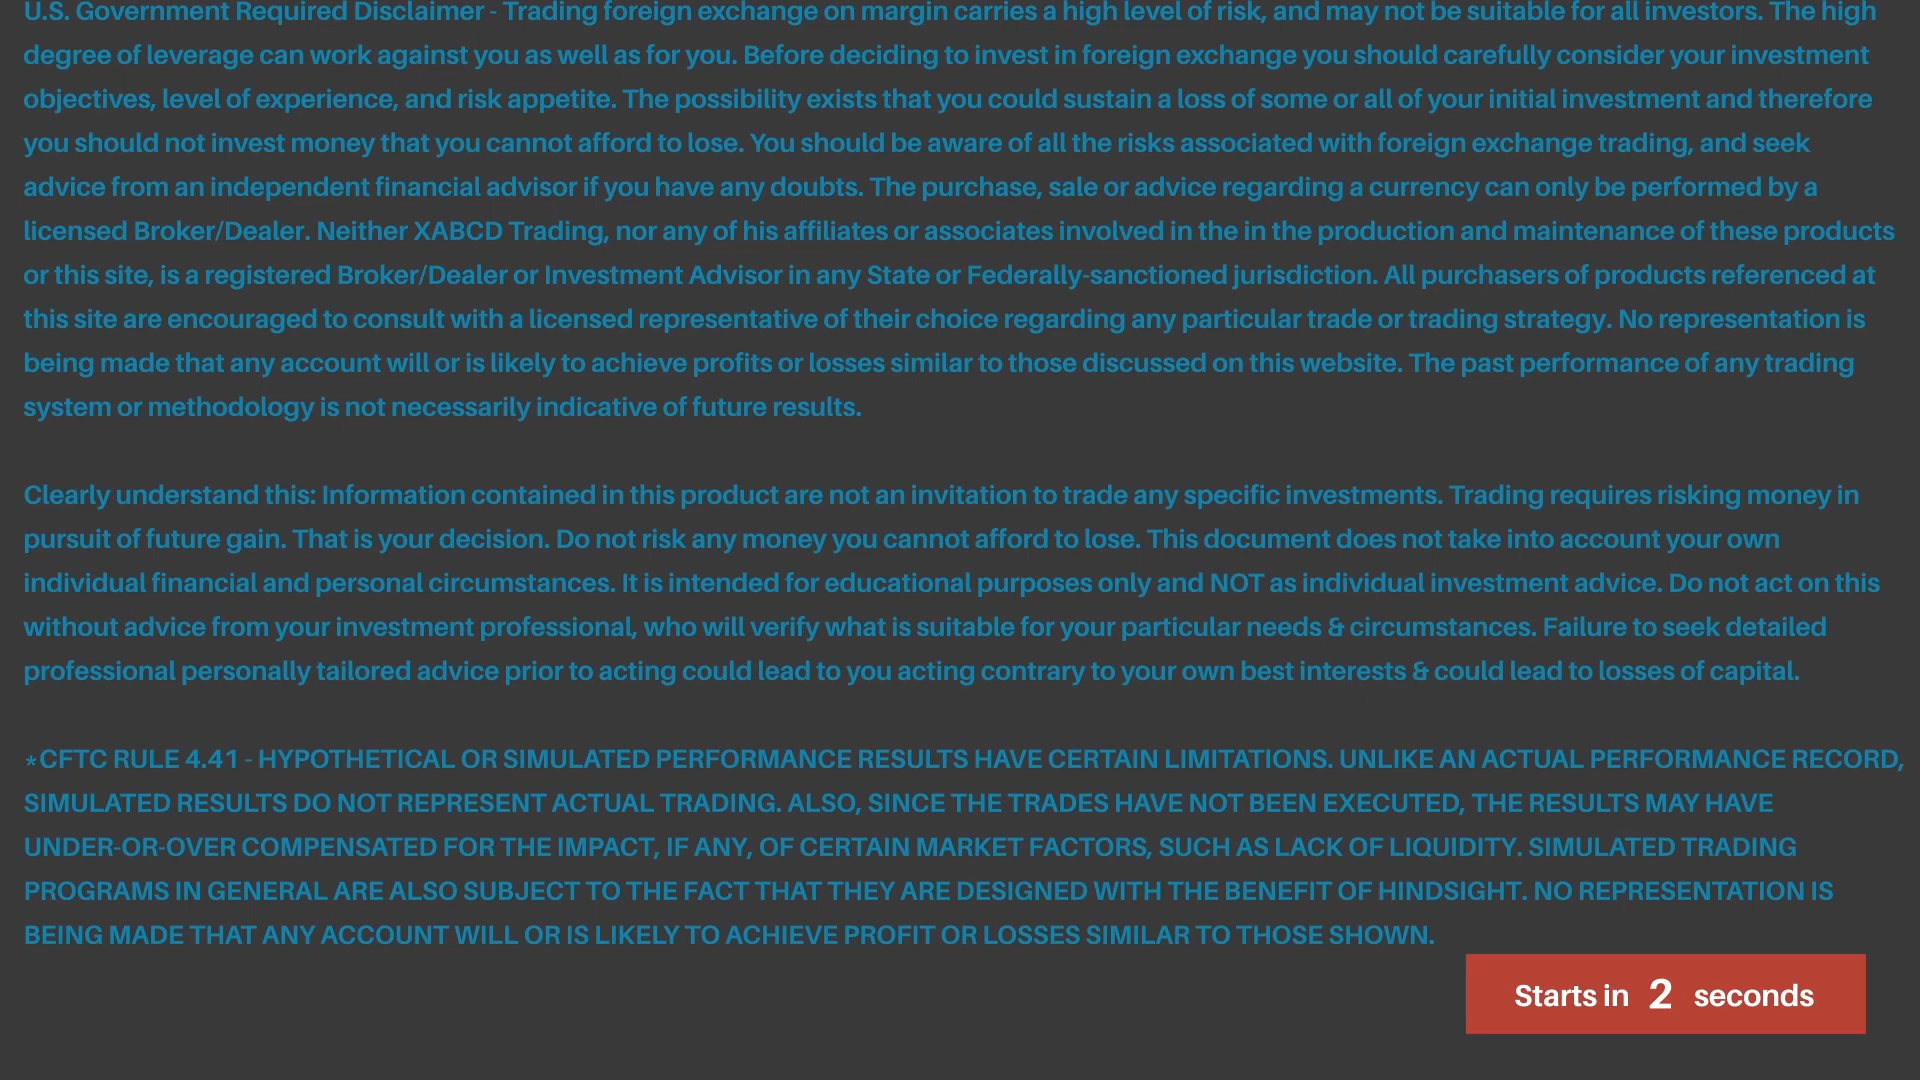 U.S. Government Required Disclaimer - Trading foreign exchange on margin carries a high level of risk, and may not be suitable for all investors. The high
degree of leverage can work against you as well as for you. Before deciding to invest in foreign exchange you should carefully consider your investment
objectives, level of experience, and risk appetite. The possibility exists that you could sustain a loss of some or all of your initial investment and therefore
you should not invest money that you cannot afford to lose. You should be aware of all the risks associated with foreign exchange trading, and seek
advice from an independent financial advisor if you have any doubts. The purchase, sale or advice regarding a currency can only be performed by a
licensed Broker/Dealer. Neither XABCD Trading, nor any of his affiliates or associates involved in the in the production and maintenance of these products
or this site, is a registered Broker/Dealer or Investment Advisor in any State or Federally-sanctioned jurisdiction. All purchasers of products referenced at
this site are encouraged to consult with a licensed representative of their choice regarding any particular trade or trading strategy. No representation is
being made that any account will or is likely to achieve profits or losses similar to those discussed on this website. The past performance of any trading
system or methodology is not necessarily indicative of future results.
Clearly understand this: Information contained in this product are not an invitation to trade any specific investments. Trading requires risking money in
pursuit of future gain. That is your decision. Do not risk any money you cannot afford to lose. This document does not take into account your own
individual financial and personal circumstances. It is intended for educational purposes only and NOT as individual investment advice. Do not act on this
without advice from your investment professional, who will verify what is suitable for your particular needs & circumstances. Failure to seek detailed
professional personally tailored advice prior to acting could lead to you acting contrary to your own best interests & could lead to losses of capital.
*CFTC RULE 4.41 - HYPOTHETICAL OR SIMULATED PERFORMANCE RESULTS HAVE CERTAIN LIMITATIONS. UNLIKE AN ACTUAL PERFORMANCE RECORD,
SIMULATED RESULTS DO NOT REPRESENT ACTUAL TRADING. ALSO, SINCE THE TRADES HAVE NOT BEEN EXECUTED, THE RESULTS MAY HAVE
UNDER-OR-OVER COMPENSATED FOR THE IMPACT, IF ANY, OF CERTAIN MARKET FACTORS, SUCH AS LACK OF LIQUIDITY. SIMULATED TRADING
PROGRAMS IN GENERAL ARE ALSO SUBJECT TO THE FACT THAT THEY ARE DESIGNED WITH THE BENEFIT OF HINDSIGHT. NO REPRESENTATION IS
BEING MADE THAT ANY ACCOUNT WILL OR IS LIKELY TO ACHIEVE PROFIT OR LOSSES SIMILAR TO THOSE SHOWN.
Starts in 2 seconds